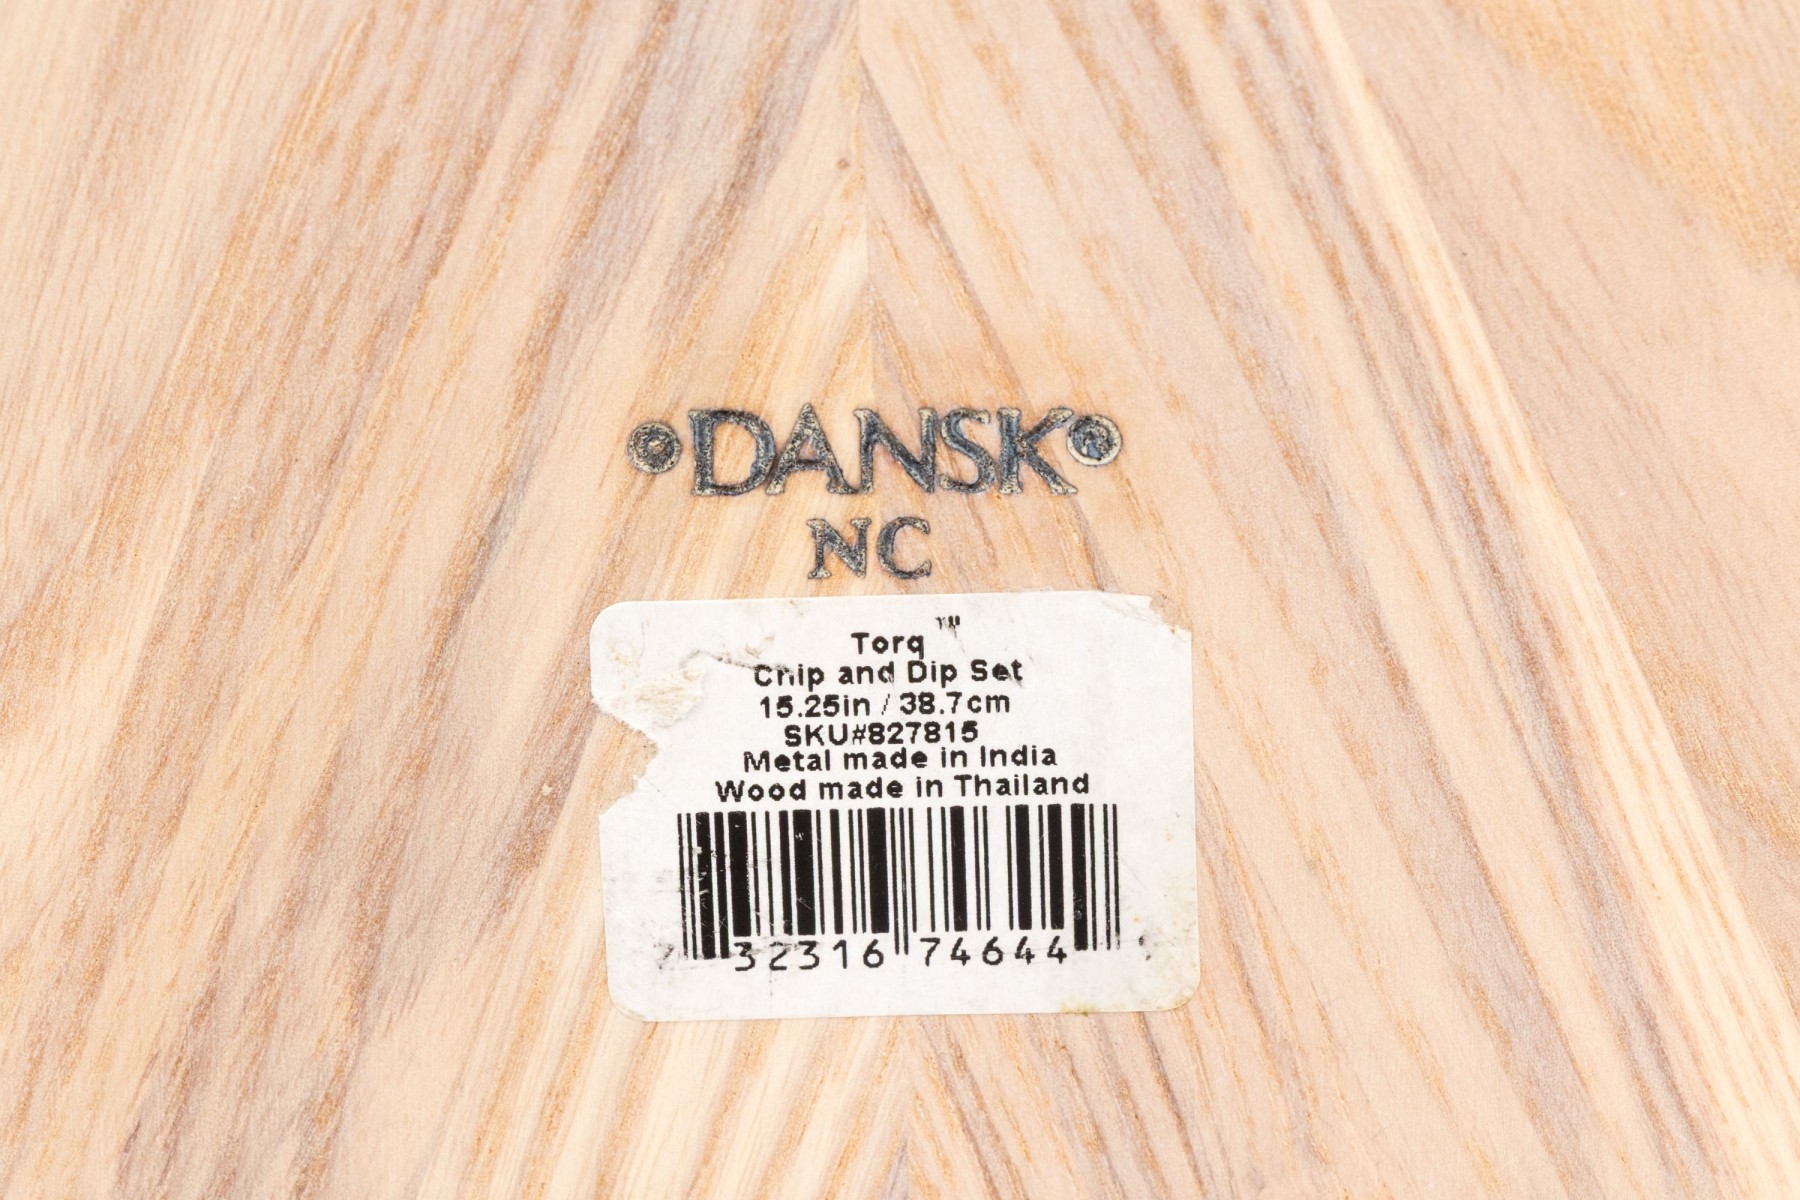 DANSK®
NC
Torq™
Chip and Dip Set
15.25in / 38.7cm
SKU#827815
Metal made in India
Wood made in Thailand
32316 74644